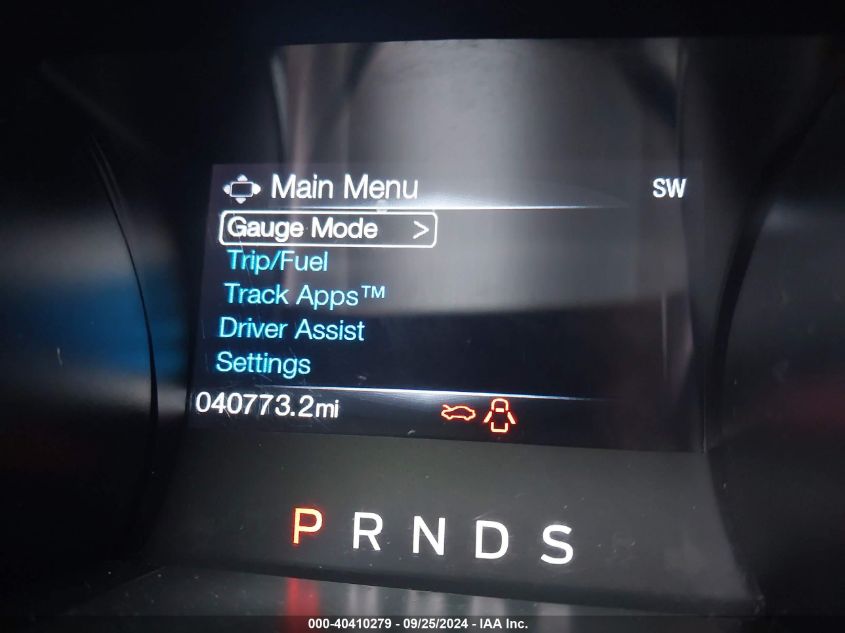 Main Menu SW
Gauge Mode >
Trip/Fuel
Track Apps™
Driver Assist
Settings
040773.2mi
P R N D S
000-40410279 - 09/25/2024 - IAA Inc.